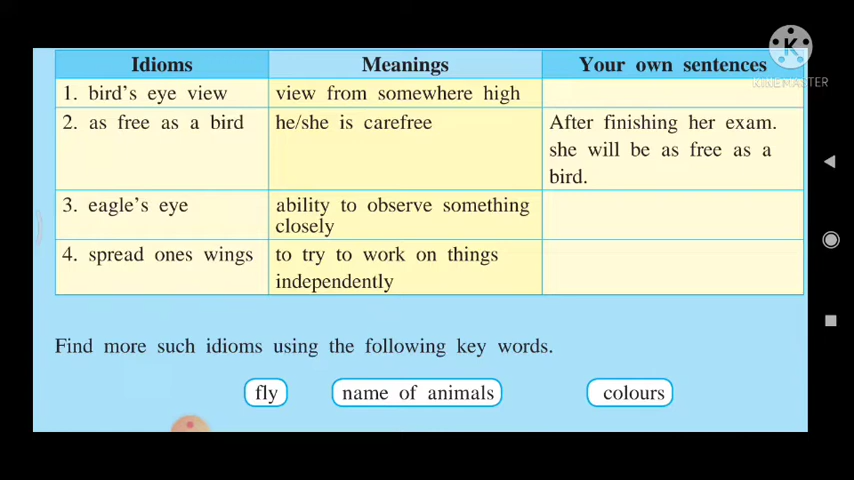 Idioms Meanings Your own sentences
K
KINEMASTER
1. bird's eye view view from somewhere high
2. as free as a bird he/she is carefree After finishing her exam.
she will be as free as a
bird.
3. eagle's eye ability to observe something
closely
4. spread ones wings to try to work on things
independently
Find more such idioms using the following key words.
fly name of animals colours